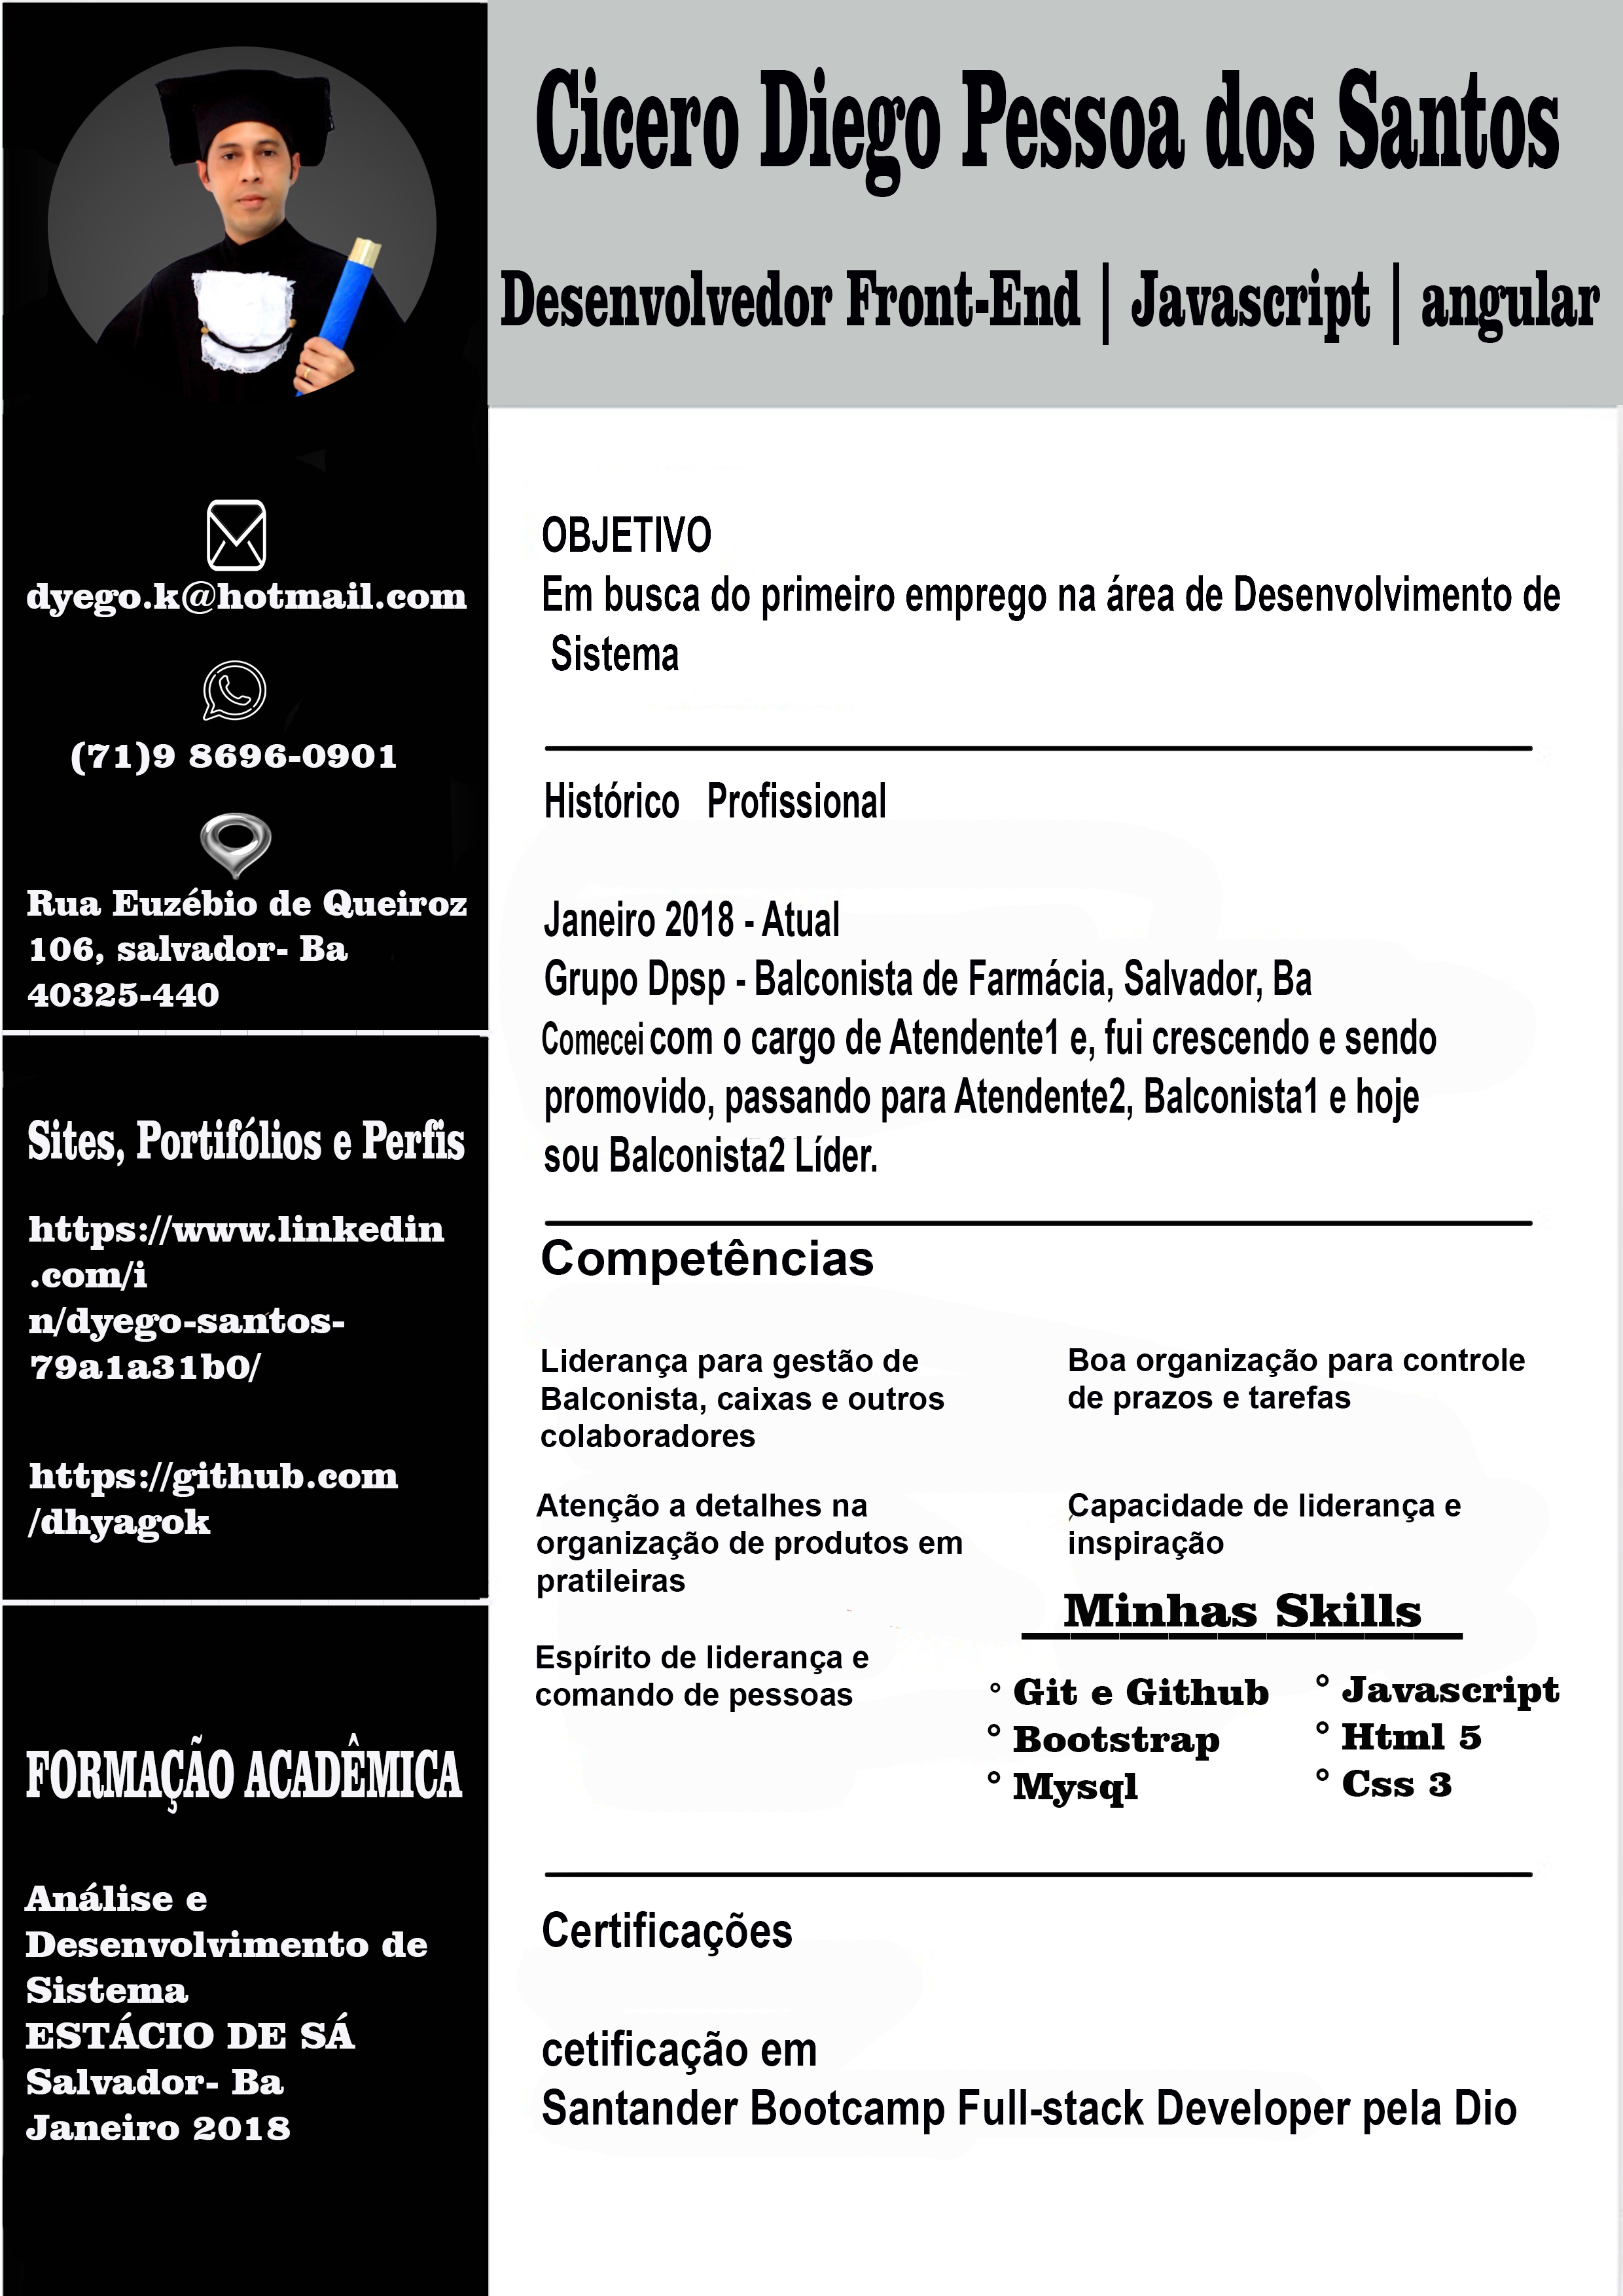 Cicero Diego Pessoa dos Santos
Desenvolvedor Front-End | Javascript | angular
dyego.k@hotmail.com
(71)9 8696-0901
Rua Euzébio de Queiroz
106, salvador- Ba
40325-440
Sites, Portifólios e Perfis
https://www.linkedin
.com/i
n/dyego-santos-
79a1a31b0/
https://github.com
/dhyagok
FORMAÇÃO ACADÊMICA
Análise e
Desenvolvimento de
Sistema
ESTÁCIO DE SÁ
Salvador- Ba
Janeiro 2018
OBJETIVO
Em busca do primeiro emprego na área de Desenvolvimento de
Sistema
Histórico Profissional
Janeiro 2018 - Atual
Grupo Dpsp - Balconista de Farmácia, Salvador, Ba
Comecei com o cargo de Atendente1 e, fui crescendo e sendo
promovido, passando para Atendente2, Balconista1 e hoje
sou Balconista2 Líder.
Competências
Liderança para gestão de
Balconista, caixas e outros
colaboradores
Atenção a detalhes na
organização de produtos em
pratileiras
Espírito de liderança e
comando de pessoas
Boa organização para controle
de prazos e tarefas
Capacidade de liderança e
inspiração
Minhas Skills
° Git e Github
° Bootstrap
° Mysql
° Javascript
° Html 5
° Css 3
Certificações
cetificação em
Santander Bootcamp Full-stack Developer pela Dio